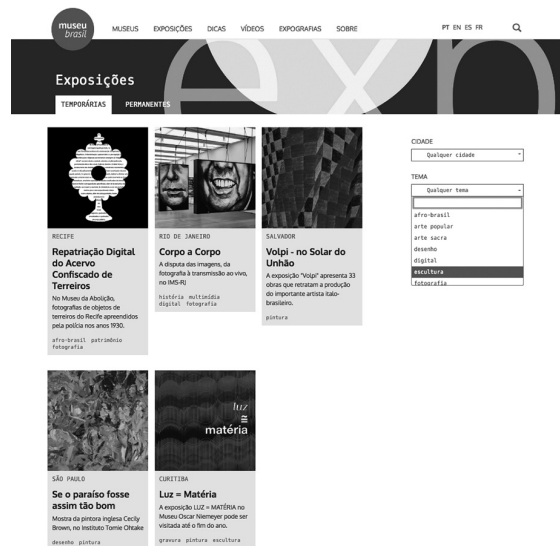 museu
brasil
MUSEUS EXPOSIÇÕES DICAS VÍDEOS EXPOGRAFIAS SOBRE
PT EN ES FR
exp
Exposições
TEMPORÁRIAS PERMANENTES
RECIFE
Repatriação Digital
do Acervo
Confiscado de
Terreiros
No Museu da Abolição,
fotografias de objetos de
terreiros do Recife apreendidos
pela polícia nos anos 1930.
afro-brasil patrimônio
fotografia
RIO DE JANEIRO
Corpo a Corpo
A disputa das imagens, da
fotografia à transmissão ao vivo,
no IMS-RJ
história multimídia
digital fotografia
SALVADOR
Volpi - no Solar do
Unhão
A exposição "Volpi" apresenta 33
obras que retratam a produção
do importante artista ítalo-
brasileiro.
pintura
CIDADE
Qualquer cidade
TEMA
Qualquer tema
afro-brasil
arte popular
arte sacra
desenho
digital
escultura
fotografia
SÃO PAULO
Se o paraíso fosse
assim tão bom
Mostra da pintora inglesa Cecily
Brown, no Instituto Tomie Ohtake
desenho pintura
luz
≅
matéria
CURITIBA
Luz = Matéria
A exposição LUZ = MATÉRIA no
Museu Oscar Niemeyer pode ser
visitada até o fim do ano.
gravura pintura escultura